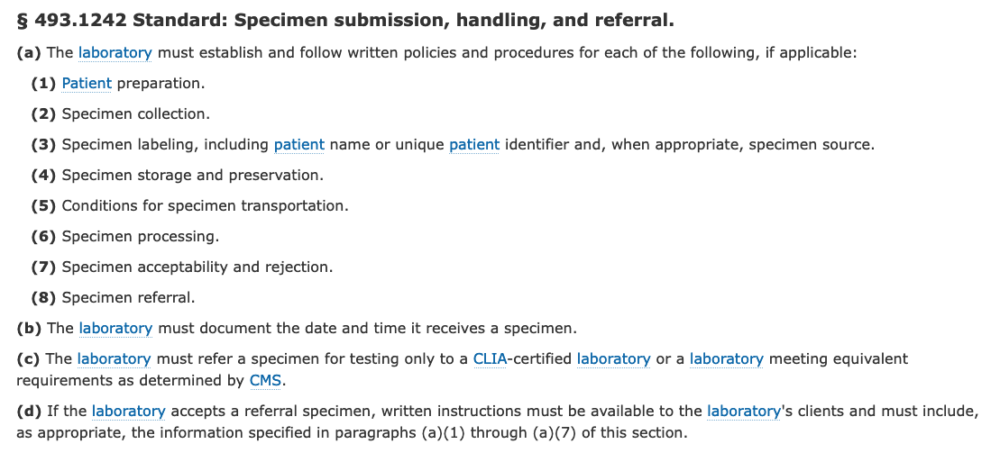 § 493.1242 Standard: Specimen submission, handling, and referral.
(a) The laboratory must establish and follow written policies and procedures for each of the following, if applicable:
(1) Patient preparation.
(2) Specimen collection.
(3) Specimen labeling, including patient name or unique patient identifier and, when appropriate, specimen source.
(4) Specimen storage and preservation.
(5) Conditions for specimen transportation.
(6) Specimen processing.
(7) Specimen acceptability and rejection.
(8) Specimen referral.
(b) The laboratory must document the date and time it receives a specimen.
(c) The laboratory must refer a specimen for testing only to a CLIA-certified laboratory or a laboratory meeting equivalent
requirements as determined by CMS.
(d) If the laboratory accepts a referral specimen, written instructions must be available to the laboratory's clients and must include,
as appropriate, the information specified in paragraphs (a)(1) through (a)(7) of this section.